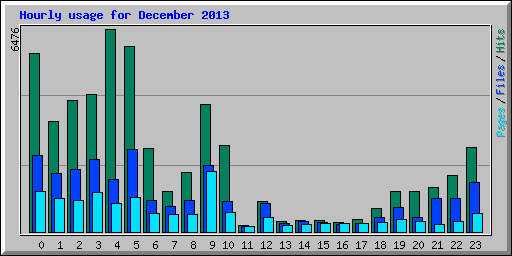 Hourly usage for December 2013
6476
Pages/Files/Hits
0 1 2 3 4 5 6 7 8 9 10 11 12 13 14 15 16 17 18 19 20 21 22 23